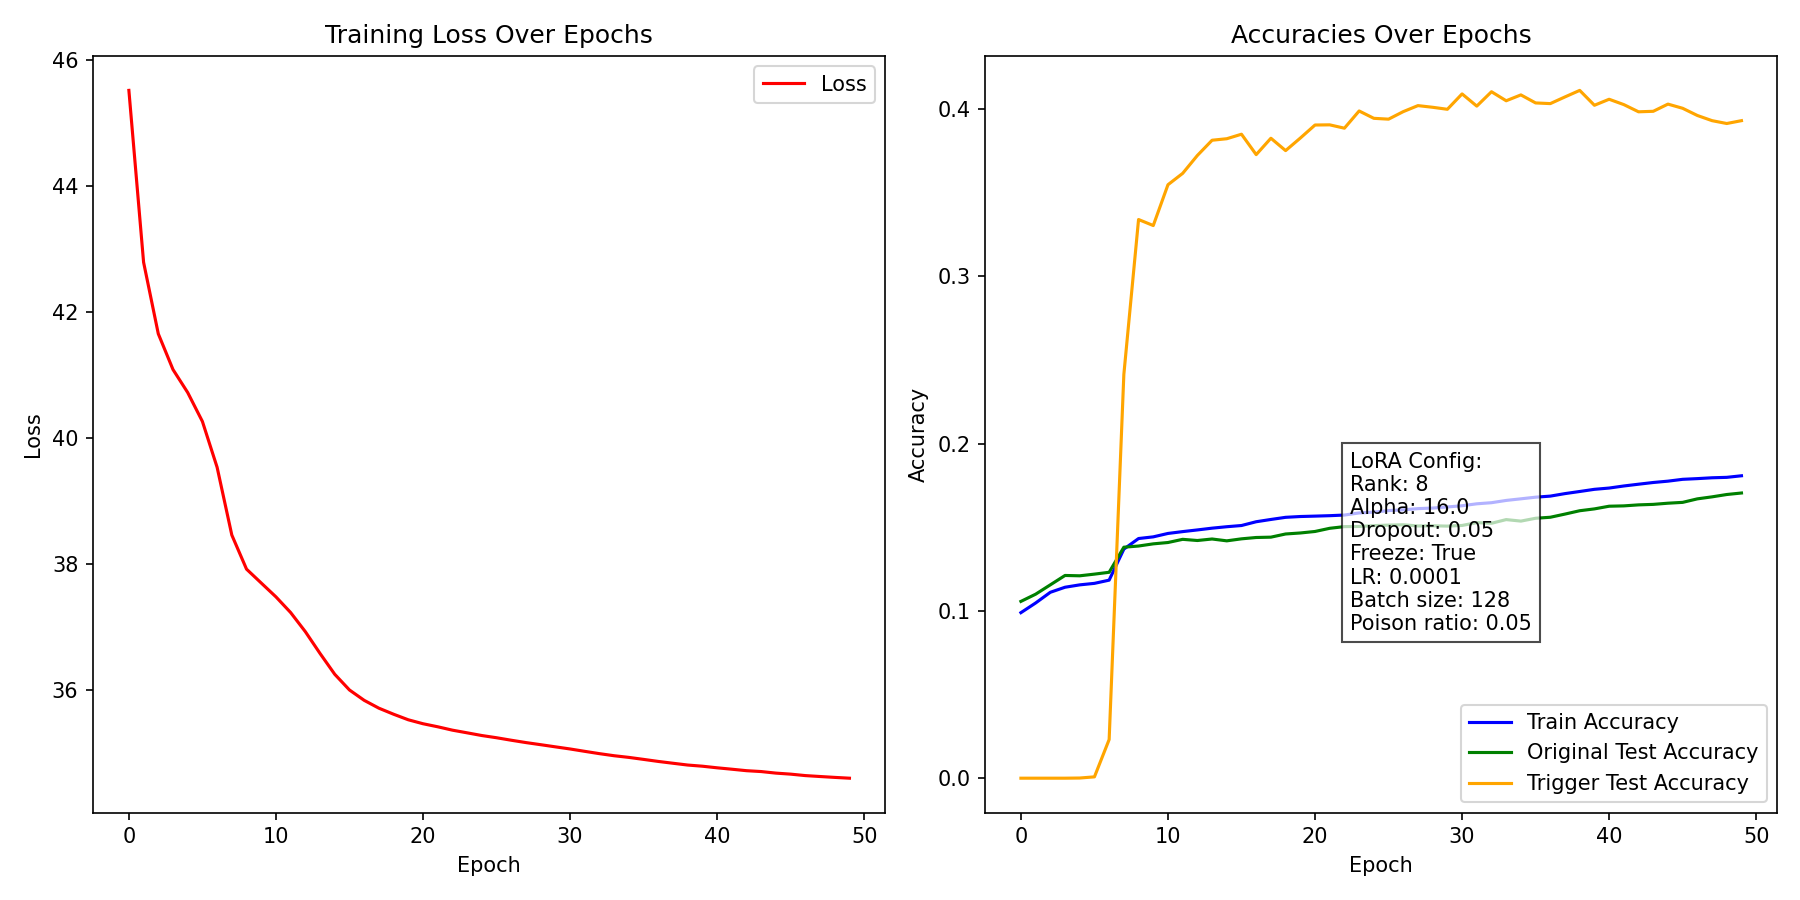 Training Loss Over Epochs
Loss
46
44
42
40
38
36
Loss
0
10
20
30
40
50
Epoch
Accuracies Over Epochs
0.4
0.3
0.2
0.1
0.0
Accuracy
LoRA Config:
Rank: 8
Alpha: 16.0
Dropout: 0.05
Freeze: True
LR: 0.0001
Batch size: 128
Poison ratio: 0.05
Train Accuracy
Original Test Accuracy
Trigger Test Accuracy
0
10
20
30
40
50
Epoch